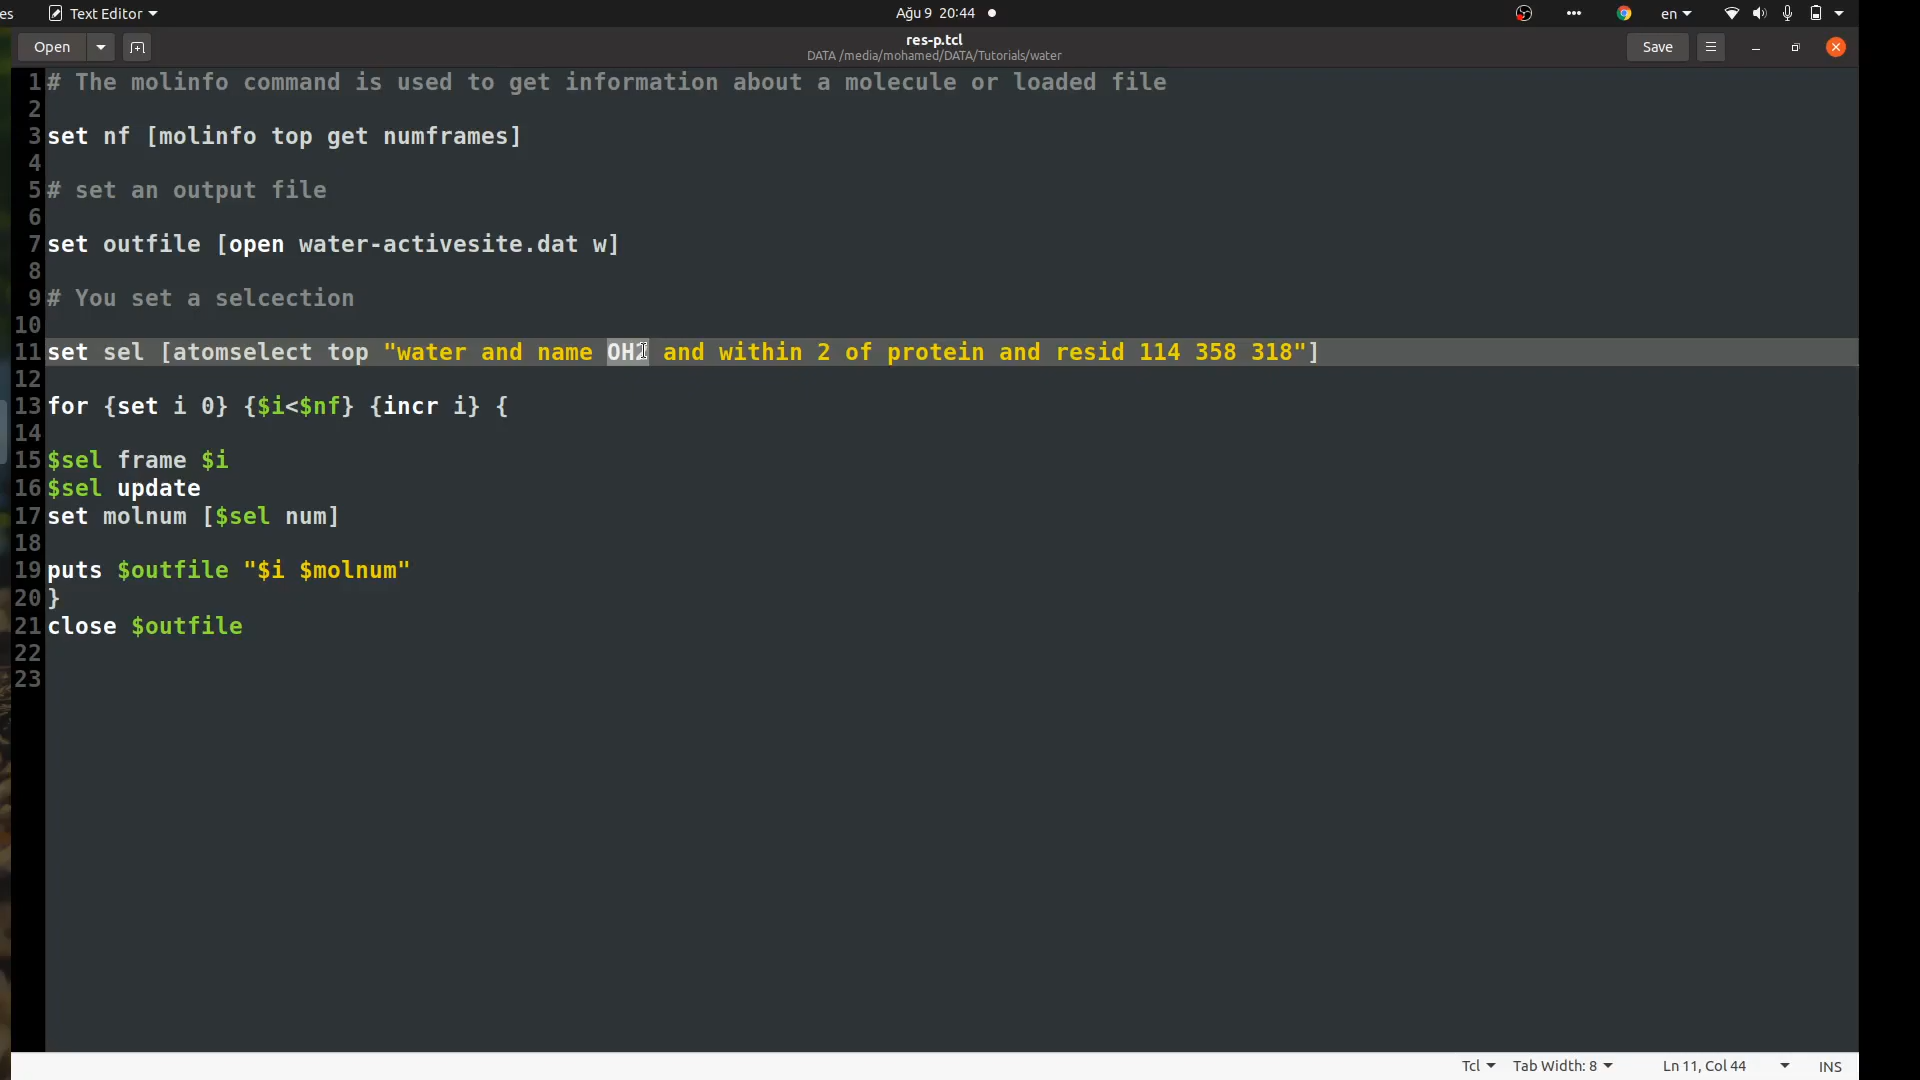 es Text Editor Ağu 9 20:44 en
Open res-p.tcl Save
DATA /media/mohamed/DATA/Tutorials/water
1 # The molinfo command is used to get information about a molecule or loaded file
2
3 set nf [molinfo top get numframes]
4
5 # set an output file
6
7 set outfile [open water-activesite.dat w]
8
9 # You set a selcection
10
11 set sel [atomselect top "water and name OH2 and within 2 of protein and resid 114 358 318"]
12
13 for {set i 0} {$i<$nf} {incr i} {
14
15 $sel frame $i
16 $sel update
17 set molnum [$sel num]
18
19 puts $outfile "$i $molnum"
20 }
21 close $outfile
22
23
Tcl Tab Width: 8 Ln 11, Col 44 INS